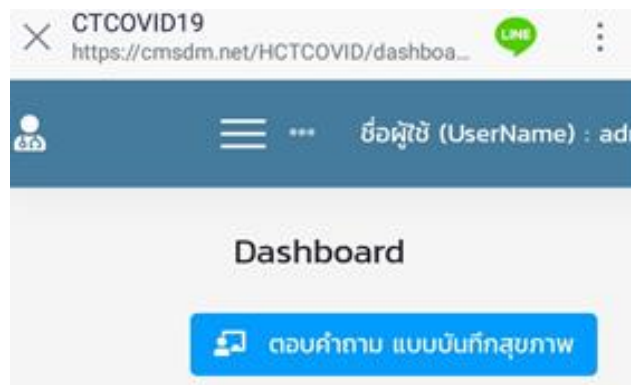 CTCOVID19
https://cmsdm.net/HCTCOVID/dashboa...
LINE
ชื่อผู้ใช้ (UserName) : adm
Dashboard
ตอบคำถาม แบบบันทึกสุขภาพ